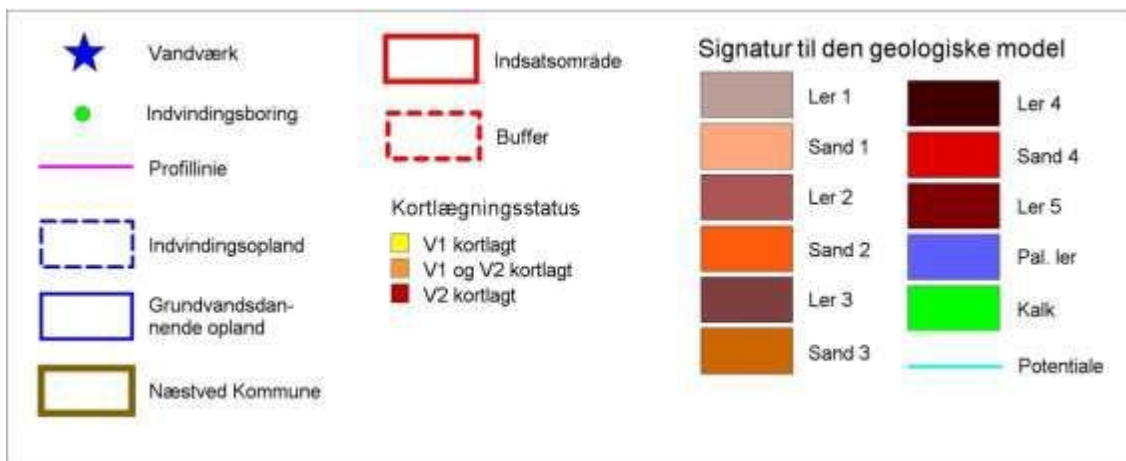 Vandværk
Indvindingsboring
Profillinie
Indvindingsopland
Grundvandsdan-
nende opland
Næstved Kommune
Indsatsområde
Buffer
Kortlægningsstatus
V1 kortlagt
V1 og V2 kortlagt
V2 kortlagt
Signatur til den geologiske model
Ler 1
Sand 1
Ler 2
Sand 2
Ler 3
Sand 3
Ler 4
Sand 4
Ler 5
Pal. ler
Kalk
Potentiale